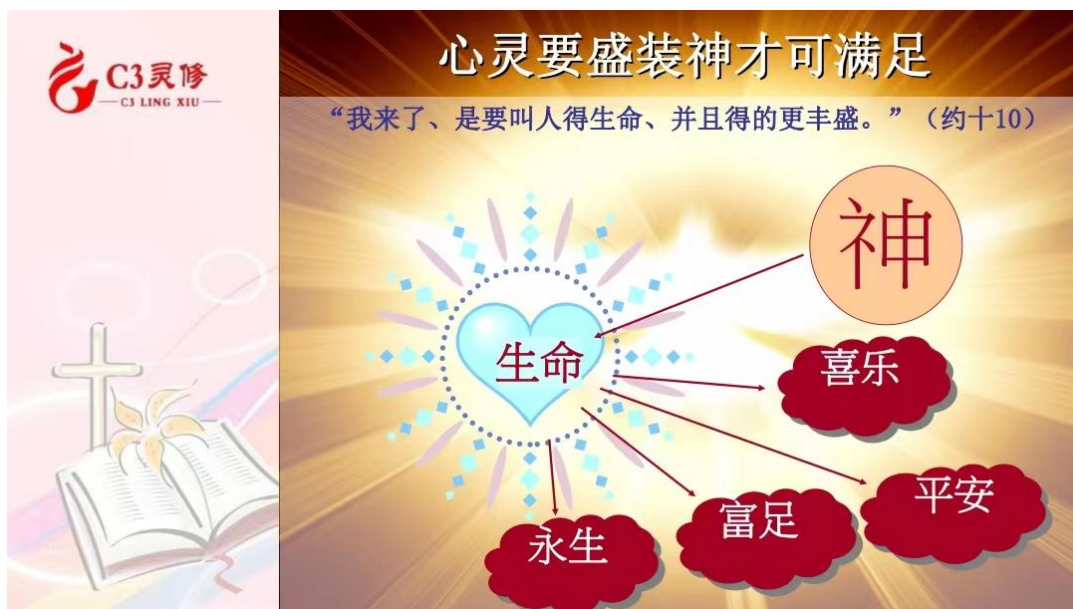 C3灵修
C3 LING XIU
心灵要盛装神才可满足
“我来了、是要叫人得生命、并且得的更丰盛。”（约十10）
神
生命
喜乐
平安
富足
永生